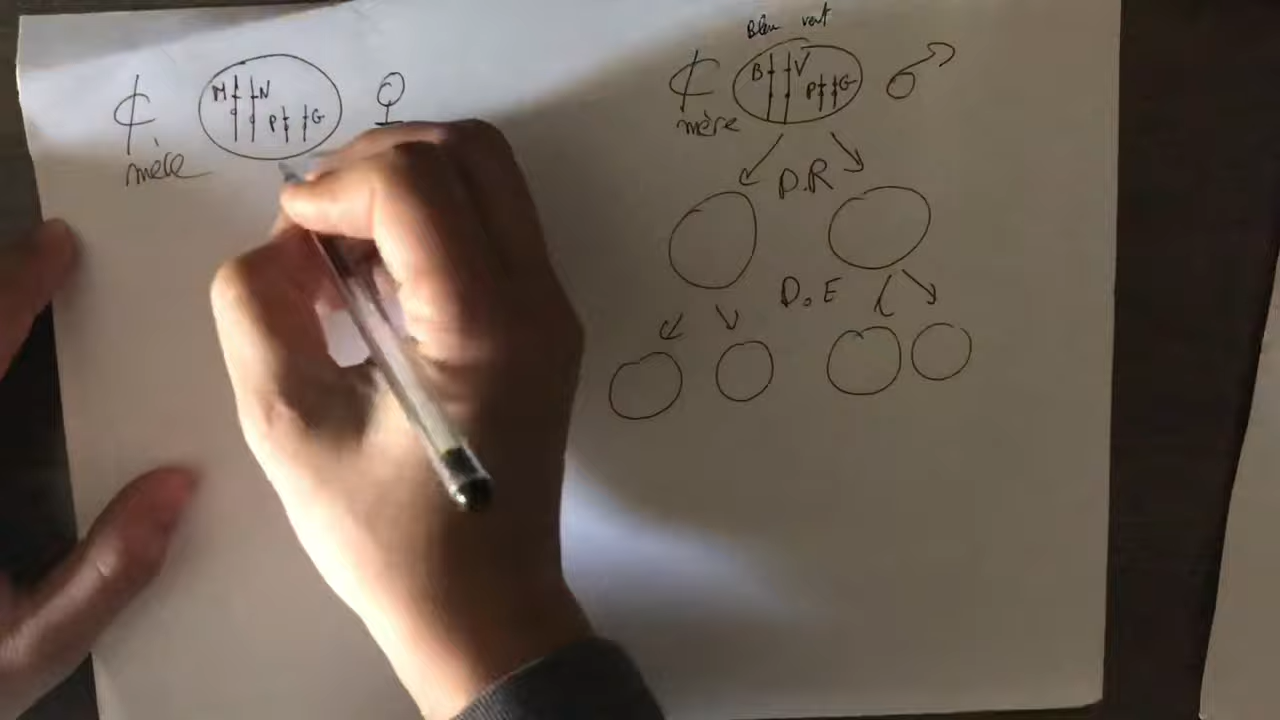 M N P G
¢ ♀
mère
Bleu vert
B V P G
¢ ♂
mère
D.R
D.E